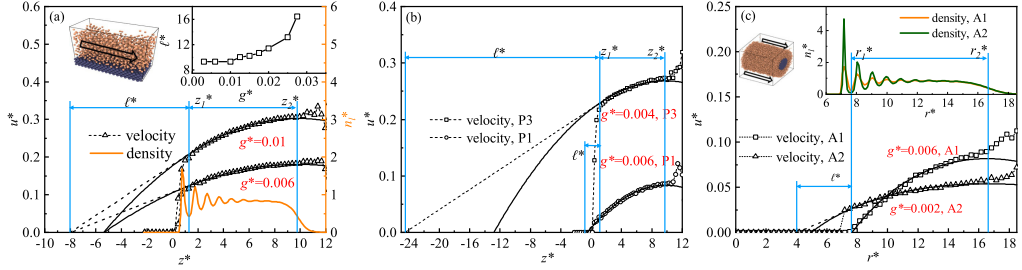 (a)
0.4
0.3
0.2
0.1
0.0
u*
16
12
8
ℓ*
0.00 0.01 0.02 0.03
g*
ℓ*
z₁*
z₂*
velocity
density
g*=0.01
g*=0.006
6
5
4
3
2
1
0
nₗ*
-10 -8 -6 -4 -2 0 2 4 6 8 10 12
z*
(b)
0.4
0.3
0.2
0.1
0.0
u*
ℓ*
z₁*
z₂*
velocity, P3
velocity, P1
g*=0.004, P3
g*=0.006, P1
ℓ*
-24 -20 -16 -12 -8 -4 0 4 8 12
z*
(c)
0.25
0.20
0.15
0.10
0.05
0.00
u*
density, A1
density, A2
4
2
0
nₗ*
r₁*
r₂*
6 8 10 12 14 16 18
r*
velocity, A1
velocity, A2
ℓ*
g*=0.006, A1
g*=0.002, A2
0 2 4 6 8 10 12 14 16 18
r*